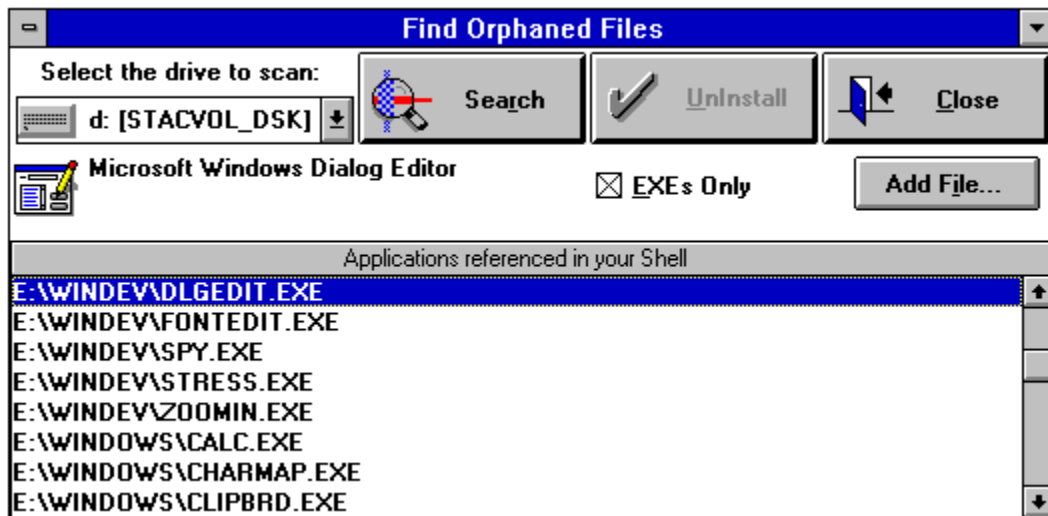 Find Orphaned Files
Select the drive to scan:
d: [STACVOL_DSK]
Search
UnInstall
Close
Microsoft Windows Dialog Editor
EXEs Only
Add File...
Applications referenced in your Shell
E:\WINDEV\DLGEDIT.EXE
E:\WINDEV\FONTEDIT.EXE
E:\WINDEV\SPY.EXE
E:\WINDEV\STRESS.EXE
E:\WINDEV\ZOOMIN.EXE
E:\WINDOWS\CALC.EXE
E:\WINDOWS\CHARMAP.EXE
E:\WINDOWS\CLIPBRD.EXE